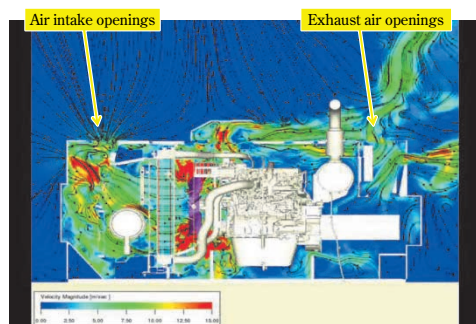 Air intake openings
Exhaust air openings
Velocity Magnitude [m/sec]
0.00 2.50 5.00 7.50 10.00 12.50 15.00